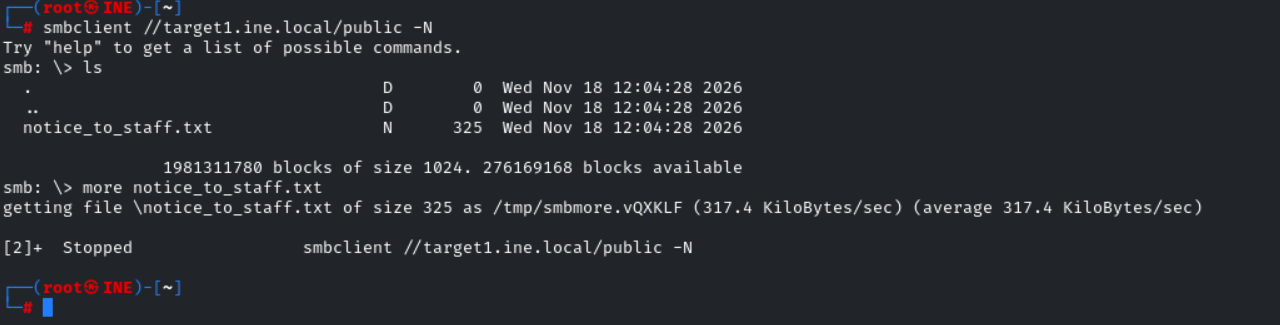 ┌──(root㉿INE)-[~]
└─# smbclient //target1.ine.local/public -N
Try "help" to get a list of possible commands.
smb: \> ls
  .                                   D        0  Wed Nov 18 12:04:28 2026
  ..                                  D        0  Wed Nov 18 12:04:28 2026
  notice_to_staff.txt                 N      325  Wed Nov 18 12:04:28 2026
                1981311780 blocks of size 1024. 276169168 blocks available
smb: \> more notice_to_staff.txt
getting file \notice_to_staff.txt of size 325 as /tmp/smbmore.vQXKLF (317.4 KiloBytes/sec) (average 317.4 KiloBytes/sec)
[2]+  Stopped                 smbclient //target1.ine.local/public -N
┌──(root㉿INE)-[~]
└─#